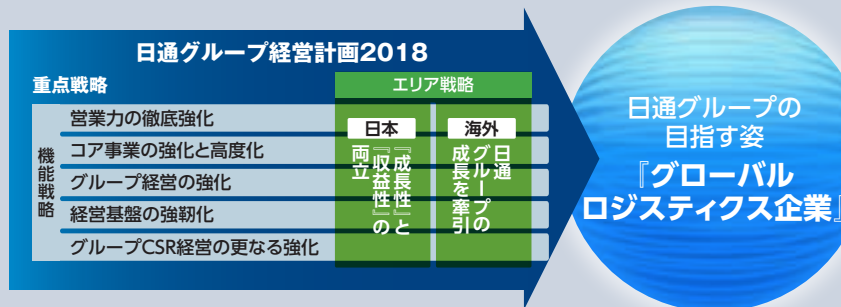 日通グループ経営計画2018
重点戦略
エリア戦略
機能戦略
営業力の徹底強化
コア事業の強化と高度化
グループ経営の強化
経営基盤の強靭化
グループCSR経営の更なる強化
日本
『成長性』と
『収益性』の
両立
海外
日通
グループの
成長を牽引
日通グループの
目指す姿
『グローバル
ロジスティクス企業』